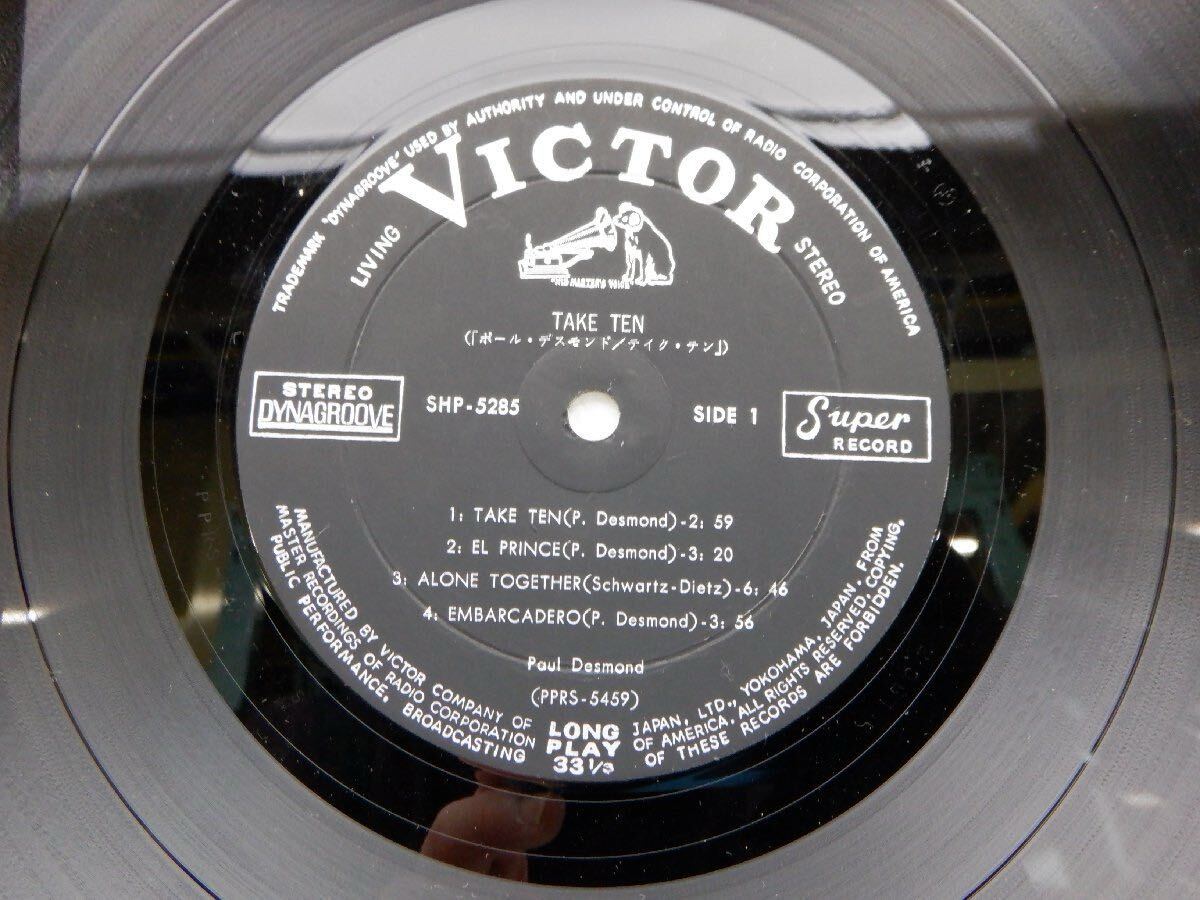 TRADEMARK "DYNAGROOVE" USED BY AUTHORITY AND UNDER CONTROL OF RADIO CORPORATION OF AMERICA
LIVING VICTOR STEREO
"HIS MASTER'S VOICE"
TAKE TEN
(『ポール・デスモンド/テイク・テン』)
STEREO
DYNAGROOVE
SHP-5285
SIDE 1
Super
RECORD
1: TAKE TEN(P. Desmond)-2: 59
2: EL PRINCE(P. Desmond)-3: 20
3: ALONE TOGETHER(Schwartz-Dietz)-6: 46
4: EMBARCADERO(P. Desmond)-3: 56
Paul Desmond
(PPRS-5459)
MANUFACTURED BY VICTOR COMPANY OF JAPAN, LTD., YOKOHAMA, JAPAN, FROM
MASTER RECORDINGS OF RADIO CORPORATION OF AMERICA. ALL RIGHTS RESERVED, COPYING,
PUBLIC PERFORMANCE, BROADCASTING OF THESE RECORDS ARE FORBIDDEN.
LONG
PLAY
33 1/3